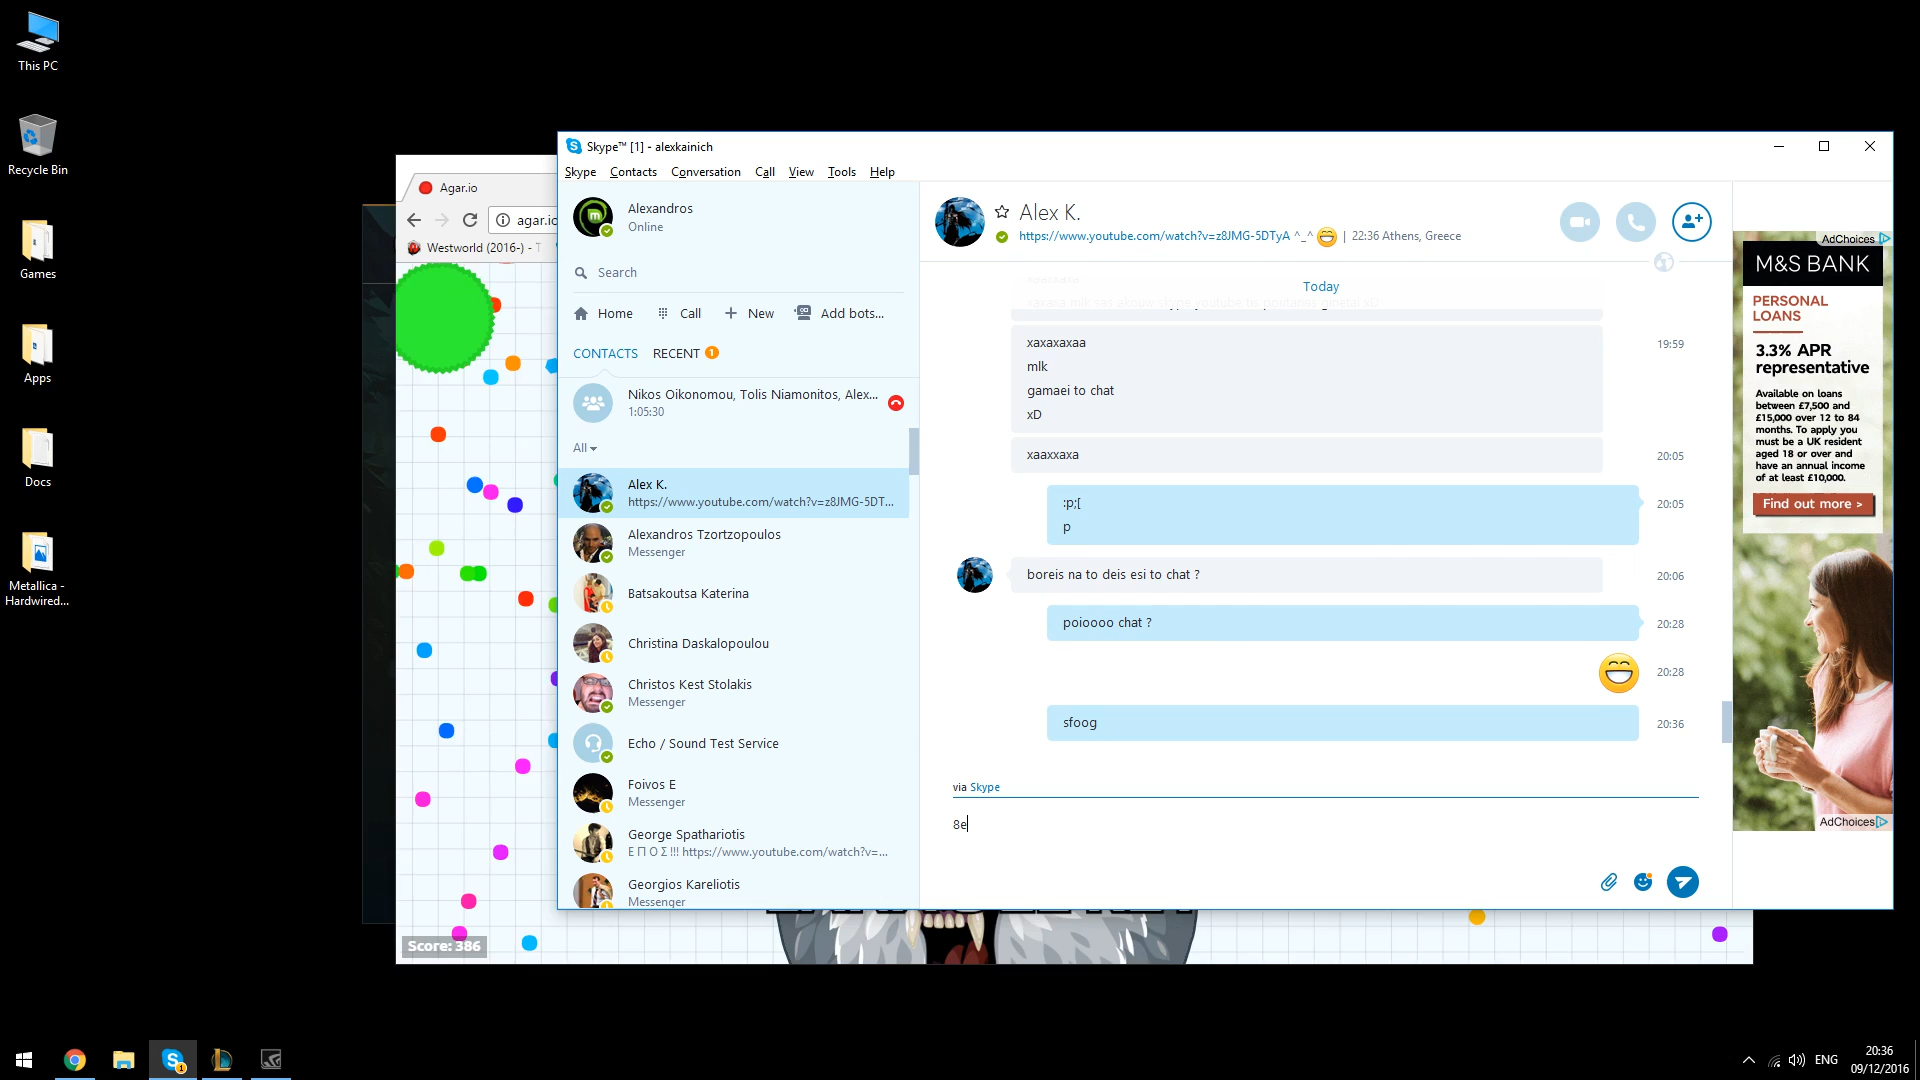 This PC
Recycle Bin
Games
Apps
Docs
Metallica -
Hardwired...
Agar.io
agar.io
Westworld (2016-) - T
Score: 386
Skype™ [1] - alexkainich
Skype Contacts Conversation Call View Tools Help
Alexandros
Online
Search
Home Call New Add bots...
CONTACTS RECENT 1
Nikos Oikonomou, Tolis Niamonitos, Alex...
1:05:30
All
Alex K.
https://www.youtube.com/watch?v=z8JMG-5DT...
Alexandros Tzortzopoulos
Messenger
Batsakoutsa Katerina
Christina Daskalopoulou
Christos Kest Stolakis
Messenger
Echo / Sound Test Service
Foivos E
Messenger
George Spathariotis
Ε Π Ο Σ !!! https://www.youtube.com/watch?v=...
Georgios Kareliotis
Messenger
Alex K.
https://www.youtube.com/watch?v=z8JMG-5DTyA ^_^ | 22:36 Athens, Greece
Today
xaxaxaxaa 19:59
mlk
gamaei to chat
xD
xaaxxaxa 20:05
:p;[ 20:05
p
boreis na to deis esi to chat ? 20:06
poioooo chat ? 20:28
20:28
sfoog 20:36
via Skype
8e
AdChoices
M&S BANK
PERSONAL
LOANS
3.3% APR
representative
Available on loans
between £7,500 and
£15,000 over 12 to 84
months. To apply you
must be a UK resident
aged 18 or over and
have an annual income
of at least £10,000.
Find out more >
AdChoices
ENG
20:36
09/12/2016